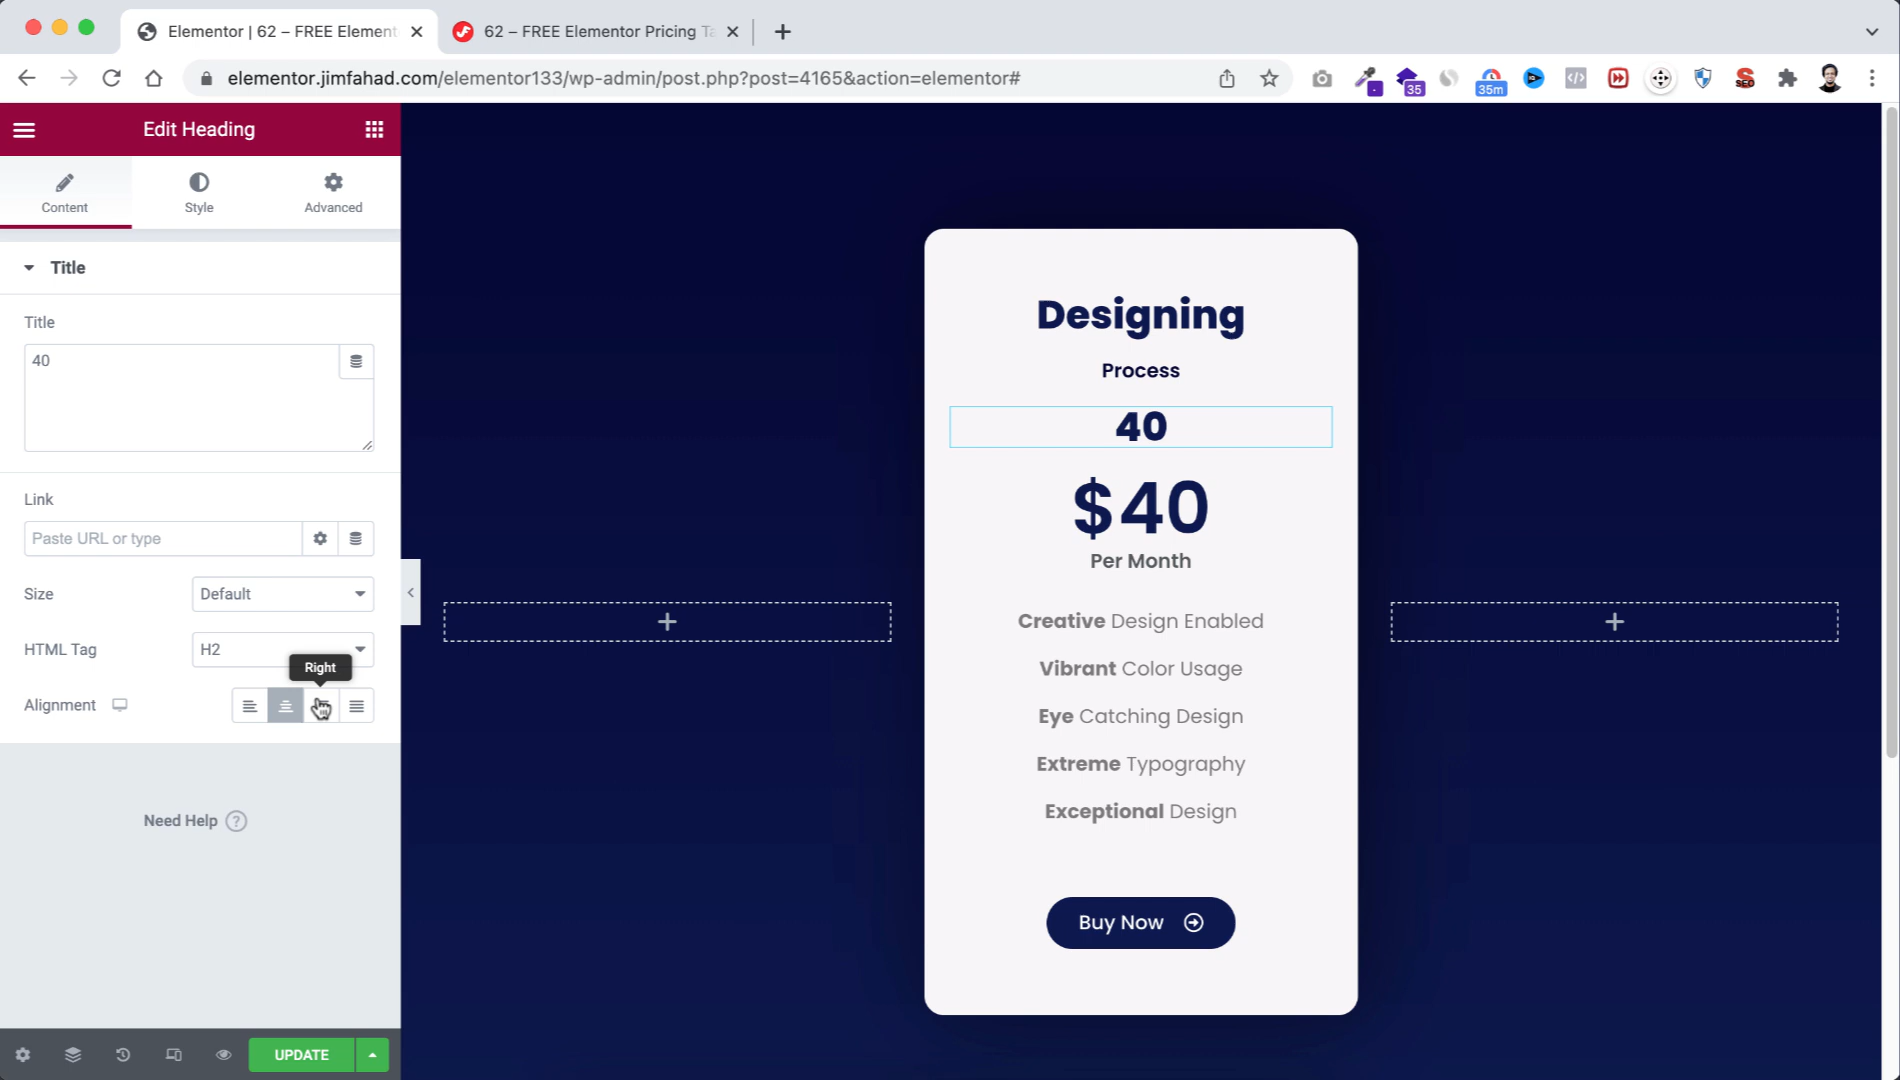 Elementor | 62 – FREE Element
62 – FREE Elementor Pricing Ta
elementor.jimfahad.com/elementor133/wp-admin/post.php?post=4165&action=elementor#
35
35m
SEO
Edit Heading
Content
Style
Advanced
Title
Title
40
Link
Paste URL or type
Size
Default
HTML Tag
H2
Right
Alignment
Need Help ?
UPDATE
Designing
Process
40
$40
Per Month
Creative Design Enabled
Vibrant Color Usage
Eye Catching Design
Extreme Typography
Exceptional Design
Buy Now